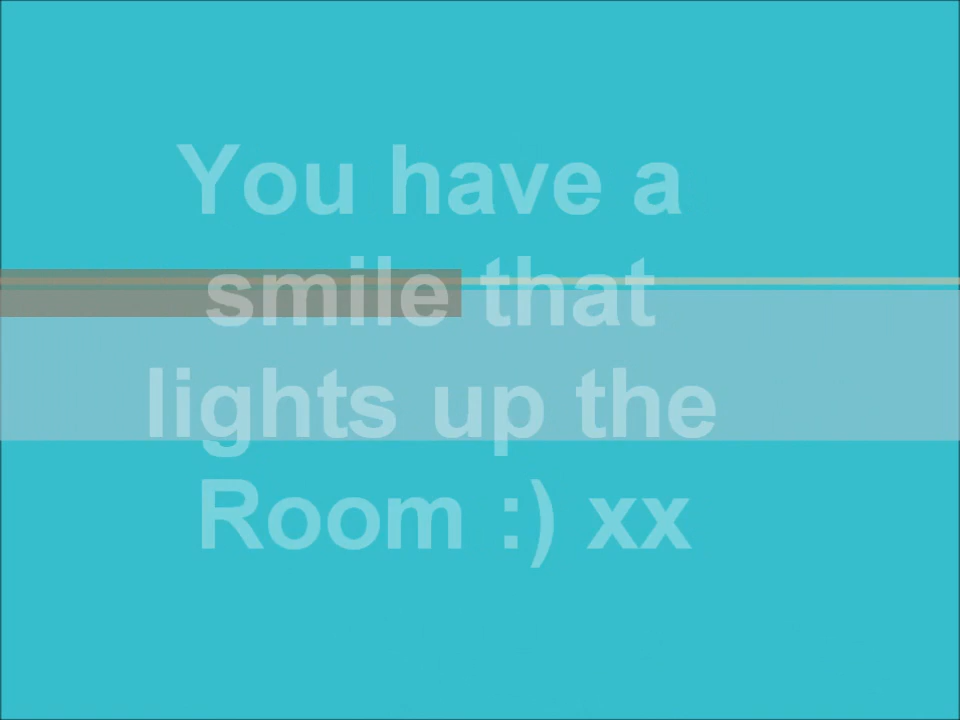 You have a
smile that
lights up the
Room :) xx